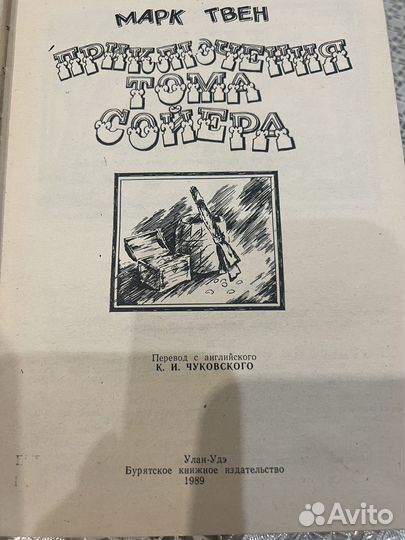 МАРК ТВЕН
ПРИКЛЮЧЕНИЯ
ТОМА
СОЙЕРА
Перевод с английского
К. И. ЧУКОВСКОГО
Улан-Удэ
Бурятское книжное издательство
1989
Avito